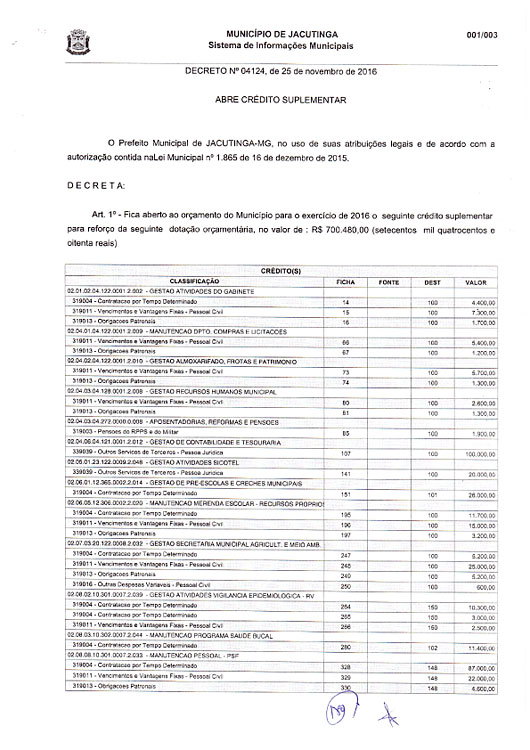 MUNICÍPIO DE JACUTINGA
001/003
Sistema de Informações Municipais
DECRETO Nº 04124, de 25 de novembro de 2016
ABRE CRÉDITO SUPLEMENTAR
O Prefeito Municipal de JACUTINGA-MG, no uso de suas atribuições legais e de acordo com a
autorização contida naLei Municipal nº 1.865 de 16 de dezembro de 2015.
D E C R E T A:
Art. 1º - Fica aberto ao orçamento do Município para o exercício de 2016 o seguinte crédito suplementar
para reforço da seguinte dotação orçamentária, no valor de : R$ 700.480,00 (setecentos mil quatrocentos e
oitenta reais)
CRÉDITO(S)
CLASSIFICAÇÃO FICHA FONTE DEST VALOR
02.01.02.04.122.0001.2.002 - GESTAO ATIVIDADES DO GABINETE
319004 - Contratacao por Tempo Determinado 14 100 4.400,00
319011 - Vencimentos e Vantagens Fixas - Pessoal Civil 15 100 7.300,00
319013 - Obrigacoes Patronais 16 100 1.700,00
02.04.01.04.122.0001.2.009 - MANUTENCAO DPTO. COMPRAS E LICITACOES
319011 - Vencimentos e Vantagens Fixas - Pessoal Civil 66 100 5.400,00
319013 - Obrigacoes Patronais 67 100 1.200,00
02.04.02.04.122.0001.2.010 - GESTAO ALMOXARIFADO, FROTAS E PATRIMONIO
319011 - Vencimentos e Vantagens Fixas - Pessoal Civil 73 100 5.700,00
319013 - Obrigacoes Patronais 74 100 1.300,00
02.04.03.04.128.0001.2.008 - GESTAO RECURSOS HUMANOS MUNICIPAL
319011 - Vencimentos e Vantagens Fixas - Pessoal Civil 80 100 2.600,00
319013 - Obrigacoes Patronais 81 100 1.300,00
02.04.03.04.272.0000.0.008 - APOSENTADORIAS, REFORMAS E PENSOES
319003 - Pensoes do RPPS e do Militar 85 100 1.900,00
02.04.06.04.121.0001.2.012 - GESTAO DE CONTABILIDADE E TESOURARIA
339039 - Outros Servicos de Terceiros - Pessoa Juridica 107 100 100.000,00
02.05.01.23.122.0009.2.048 - GESTAO ATIVIDADES SICOTEL
339039 - Outros Servicos de Terceiros - Pessoa Juridica 141 100 20.000,00
02.06.01.12.365.0002.2.014 - GESTAO DE PRE-ESCOLAS E CRECHES MUNICIPAIS
319004 - Contratacao por Tempo Determinado 151 101 26.000,00
02.06.05.12.306.0002.2.020 - MANUTENCAO MERENDA ESCOLAR - RECURSOS PROPRIOS
319004 - Contratacao por Tempo Determinado 195 100 11.700,00
319011 - Vencimentos e Vantagens Fixas - Pessoal Civil 196 100 15.000,00
319013 - Obrigacoes Patronais 197 100 3.200,00
02.07.03.20.122.0008.2.032 - GESTAO SECRETARIA MUNICIPAL AGRICULT. E MEIO AMB.
319004 - Contratacao por Tempo Determinado 247 100 5.200,00
319011 - Vencimentos e Vantagens Fixas - Pessoal Civil 248 100 25.000,00
319013 - Obrigacoes Patronais 249 100 5.200,00
319016 - Outras Despezas Variaveis - Pessoal Civil 250 100 600,00
02.08.02.10.301.0007.2.039 - GESTAO ATIVIDADES VIGILANCIA EPIDEMIOLOGICA - RV
319004 - Contratacao por Tempo Determinado 264 150 10.300,00
319004 - Contratacao por Tempo Determinado 265 150 3.000,00
319011 - Vencimentos e Vantagens Fixas - Pessoal Civil 266 150 2.500,00
02.08.03.10.302.0007.2.044 - MANUTENCAO PROGRAMA SAUDE BUCAL
319004 - Contratacao por Tempo Determinado 280 102 11.400,00
02.08.08.10.301.0007.2.033 - MANUTENCAO PESSOAL - PSF
319004 - Contratacao por Tempo Determinado 328 148 87.000,00
319011 - Vencimentos e Vantagens Fixas - Pessoal Civil 329 148 22.000,00
319013 - Obrigacoes Patronais 330 148 4.600,00